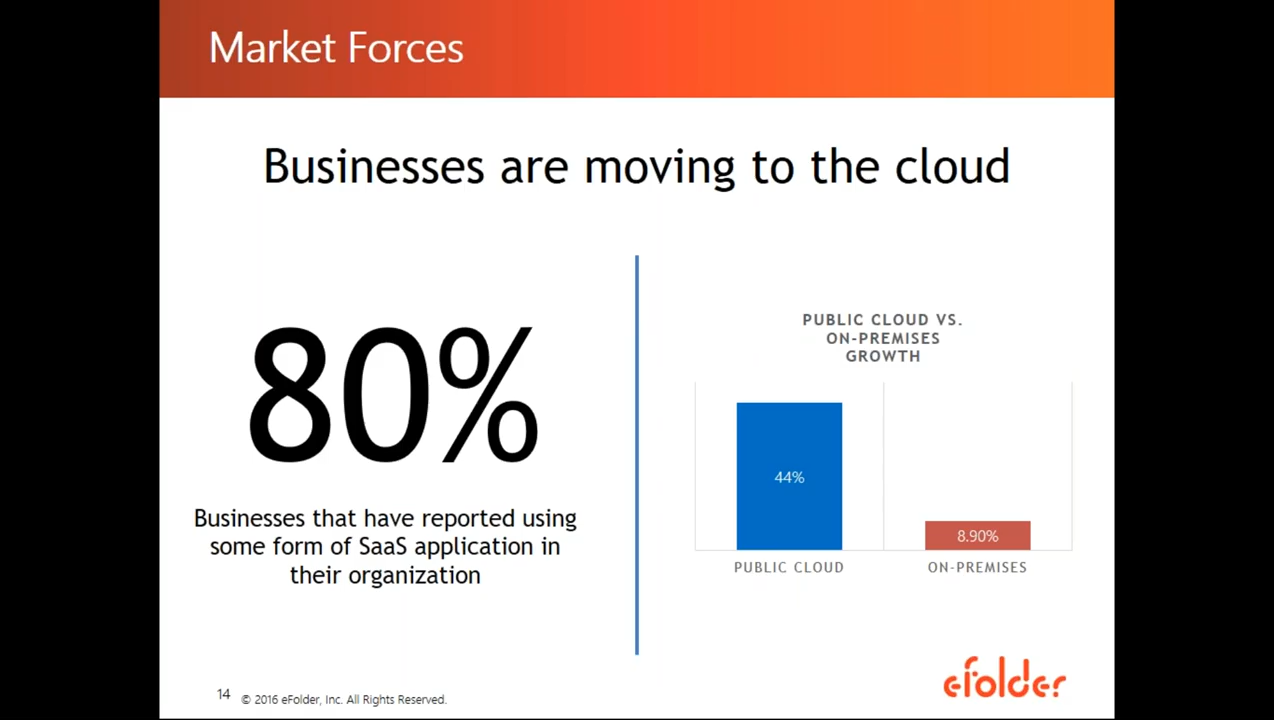 Market Forces
Businesses are moving to the cloud
80%
Businesses that have reported using
some form of SaaS application in
their organization
PUBLIC CLOUD VS.
ON-PREMISES
GROWTH
44%
8.90%
PUBLIC CLOUD
ON-PREMISES
14
© 2016 eFolder, Inc. All Rights Reserved.
eFolder